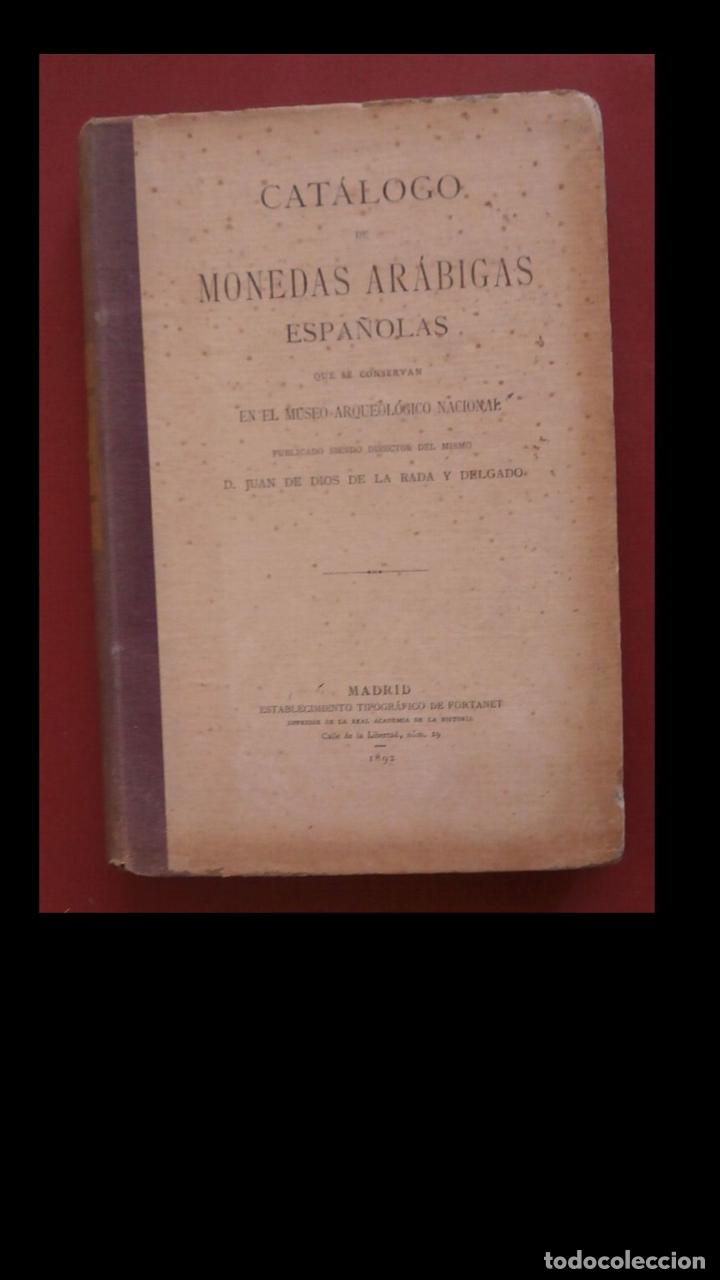 CATÁLOGO
DE
MONEDAS ARÁBIGAS
ESPAÑOLAS
QUE SE CONSERVAN
EN EL MUSEO ARQUEOLÓGICO NACIONAL
PUBLICADO SIENDO DIRECTOR DEL MISMO
D. JUAN DE DIOS DE LA RADA Y DELGADO
MADRID
ESTABLECIMIENTO TIPOGRÁFICO DE FORTANET
IMPRESOR DE LA REAL ACADEMIA DE LA HISTORIA
Calle de la Libertad, núm. 29
1892
todocoleccion